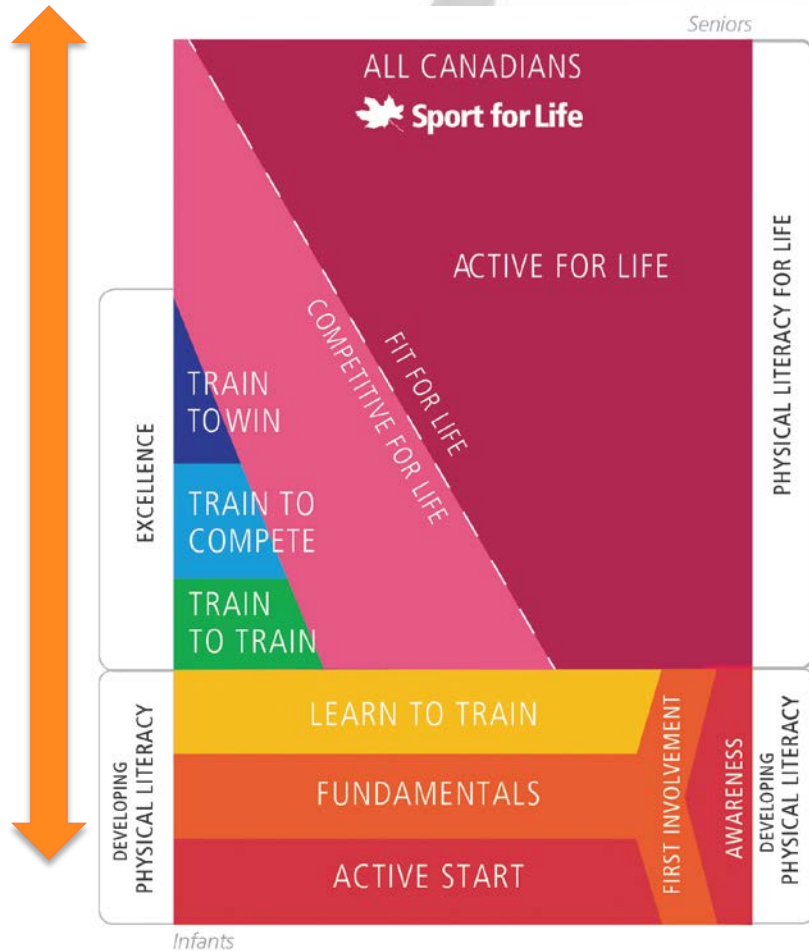 Seniors
ALL CANADIANS
Sport for Life
ACTIVE FOR LIFE
PHYSICAL LITERACY FOR LIFE
FIT FOR LIFE
COMPETITIVE FOR LIFE
EXCELLENCE
TRAIN
TO WIN
TRAIN TO
COMPETE
TRAIN
TO TRAIN
DEVELOPING
PHYSICAL LITERACY
LEARN TO TRAIN
FUNDAMENTALS
ACTIVE START
FIRST INVOLVEMENT
AWARENESS
DEVELOPING
PHYSICAL LITERACY
Infants